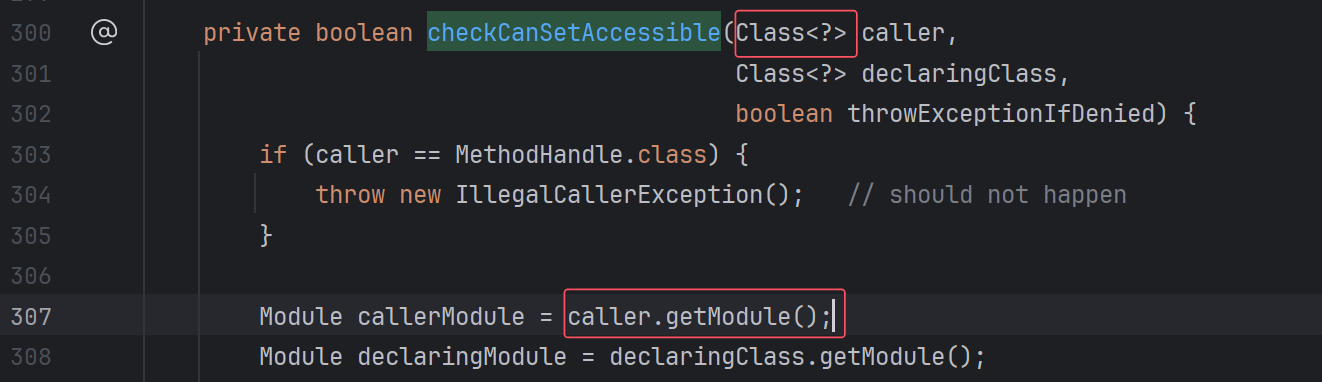 300 @ private boolean checkCanSetAccessible(Class<?> caller,
301 Class<?> declaringClass,
302 boolean throwExceptionIfDenied) {
303 if (caller == MethodHandle.class) {
304 throw new IllegalCallerException();   // should not happen
305 }
306
307 Module callerModule = caller.getModule();
308 Module declaringModule = declaringClass.getModule();